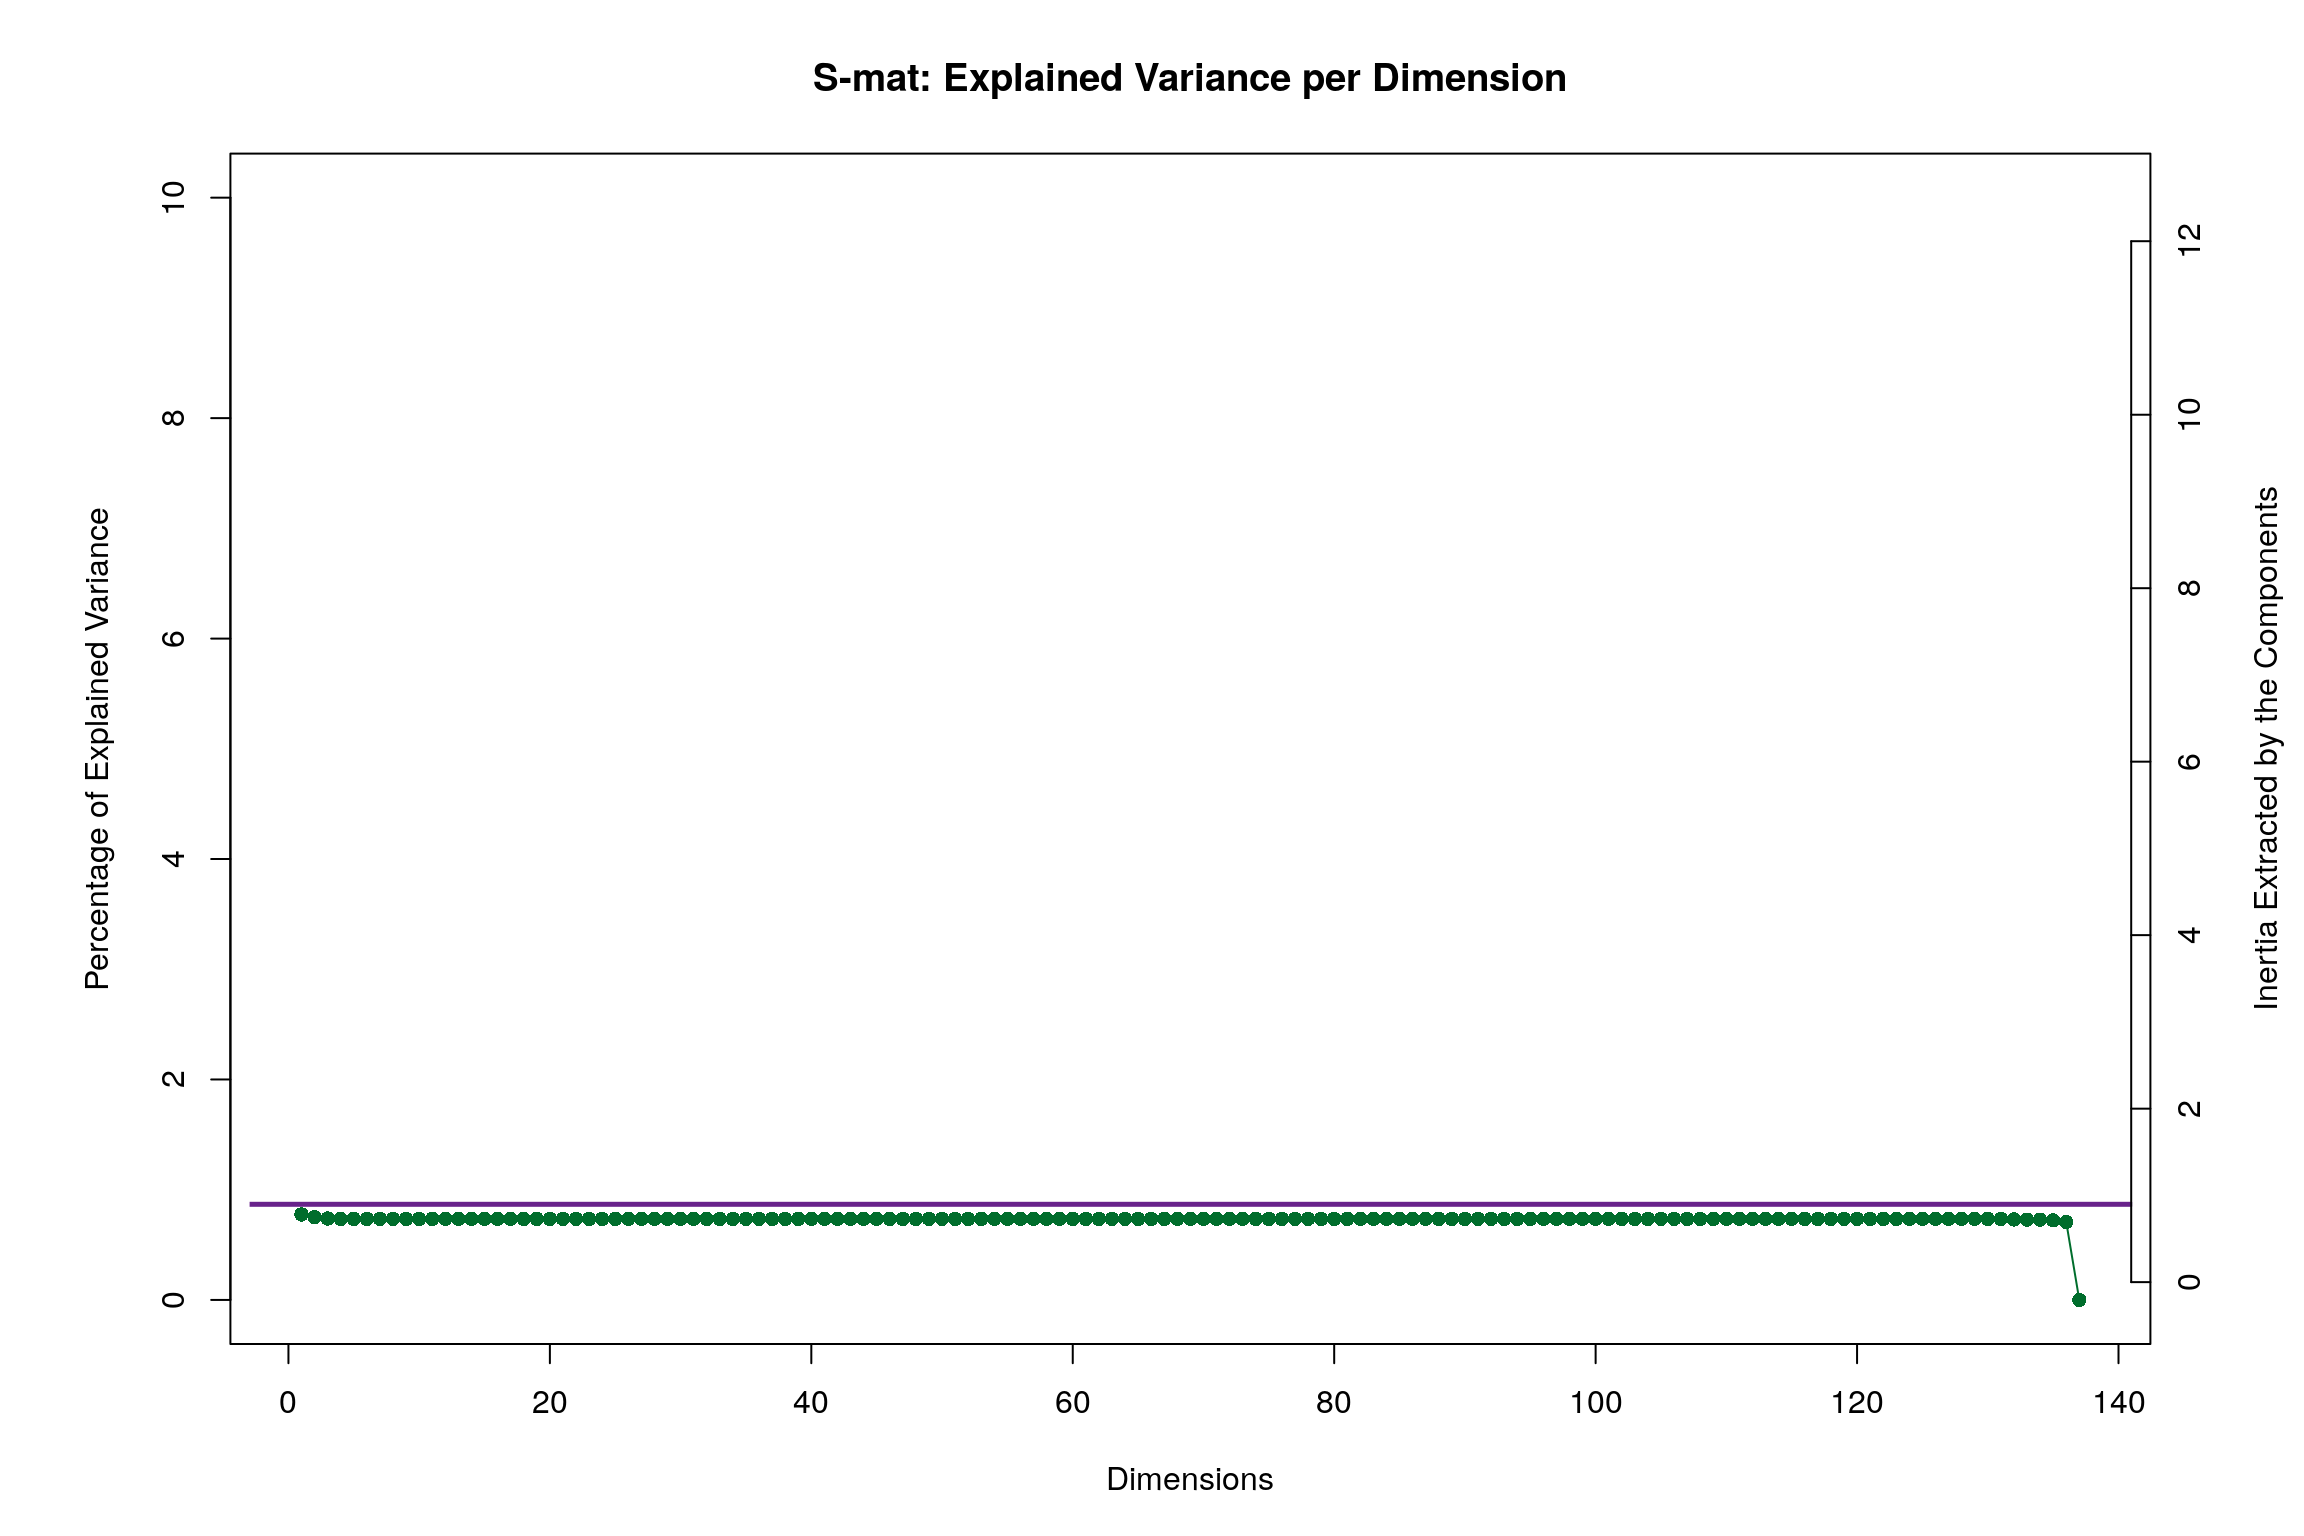 S-mat: Explained Variance per Dimension
Percentage of Explained Variance
10
8
6
4
2
0
12
10
8
6
4
2
0
Inertia Extracted by the Components
0 20 40 60 80 100 120 140
Dimensions